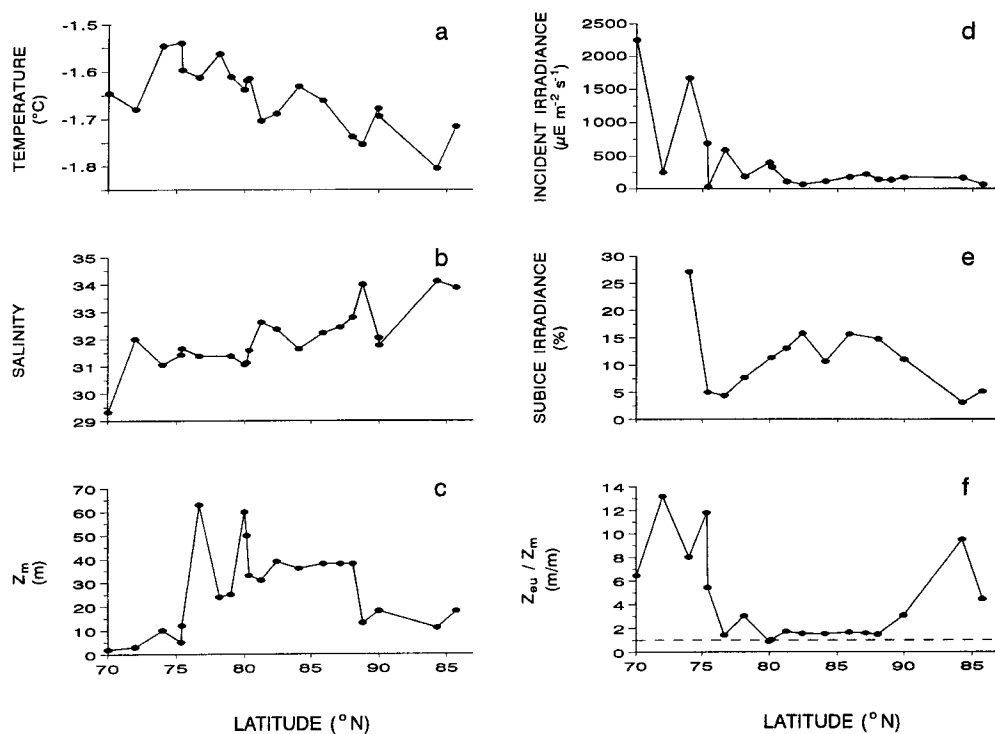 a
TEMPERATURE
(°C)
-1.5
-1.6
-1.7
-1.8
b
SALINITY
34
33
32
31
30
29
c
Zm
(m)
70
60
50
40
30
20
10
0
70 75 80 85 90 85
LATITUDE (°N)
d
INCIDENT IRRADIANCE
(µE m-2 s-1)
2500
2000
1500
1000
500
0
e
SUBICE IRRADIANCE
(%)
30
25
20
15
10
5
0
f
Zeu / Zm
(m/m)
14
12
10
8
6
4
2
0
70 75 80 85 90 85
LATITUDE (°N)